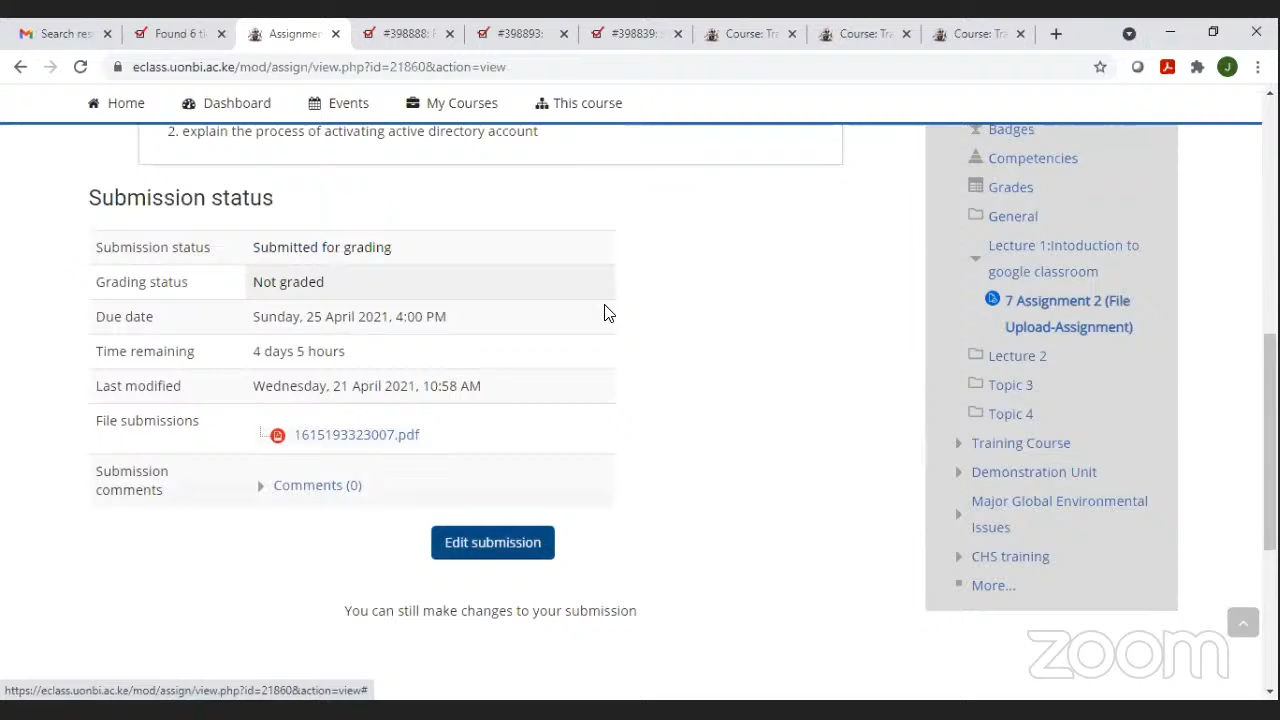 Search res
Found 6 ti
Assignme
#398888: F
#398893:
#398839:
Course: Tra
Course: Tra
Course: Tra
eclass.uonbi.ac.ke/mod/assign/view.php?id=21860&action=view
J
Home
Dashboard
Events
My Courses
This course
2. explain the process of activating active directory account
Submission status
Submission status Submitted for grading
Grading status Not graded
Due date Sunday, 25 April 2021, 4:00 PM
Time remaining 4 days 5 hours
Last modified Wednesday, 21 April 2021, 10:58 AM
File submissions
1615193323007.pdf
Submission
comments
Comments (0)
Edit submission
You can still make changes to your submission
Badges
Competencies
Grades
General
Lecture 1:Intoduction to
google classroom
7 Assignment 2 (File
Upload-Assignment)
Lecture 2
Topic 3
Topic 4
Training Course
Demonstration Unit
Major Global Environmental
Issues
CHS training
More...
zoom
https://eclass.uonbi.ac.ke/mod/assign/view.php?id=21860&action=view#